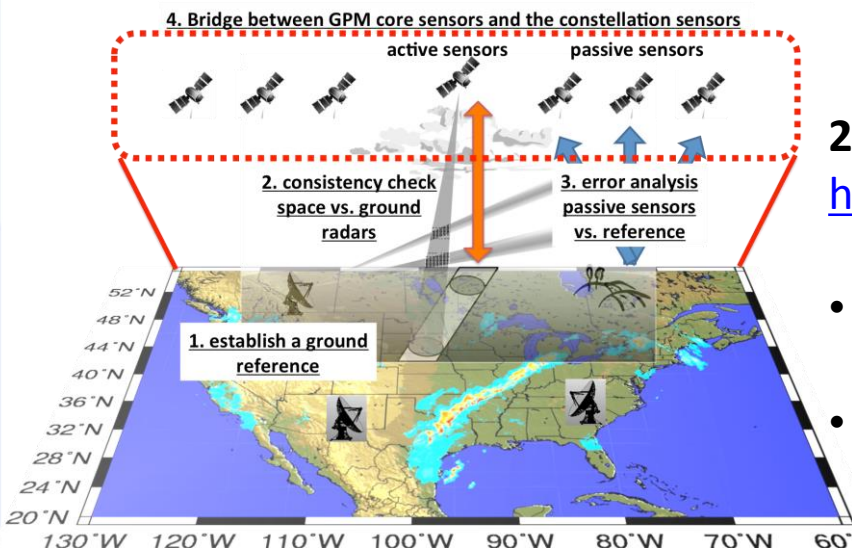 4. Bridge between GPM core sensors and the constellation sensors
active sensors
passive sensors
2. consistency check
space vs. ground
radars
3. error analysis
passive sensors
vs. reference
1. establish a ground
reference
52°N
48°N
44°N
40°N
36°N
32°N
28°N
24°N
20°N
130°W 120°W 110°W 100°W 90°W 80°W 70°W 60°
2
h
•
•